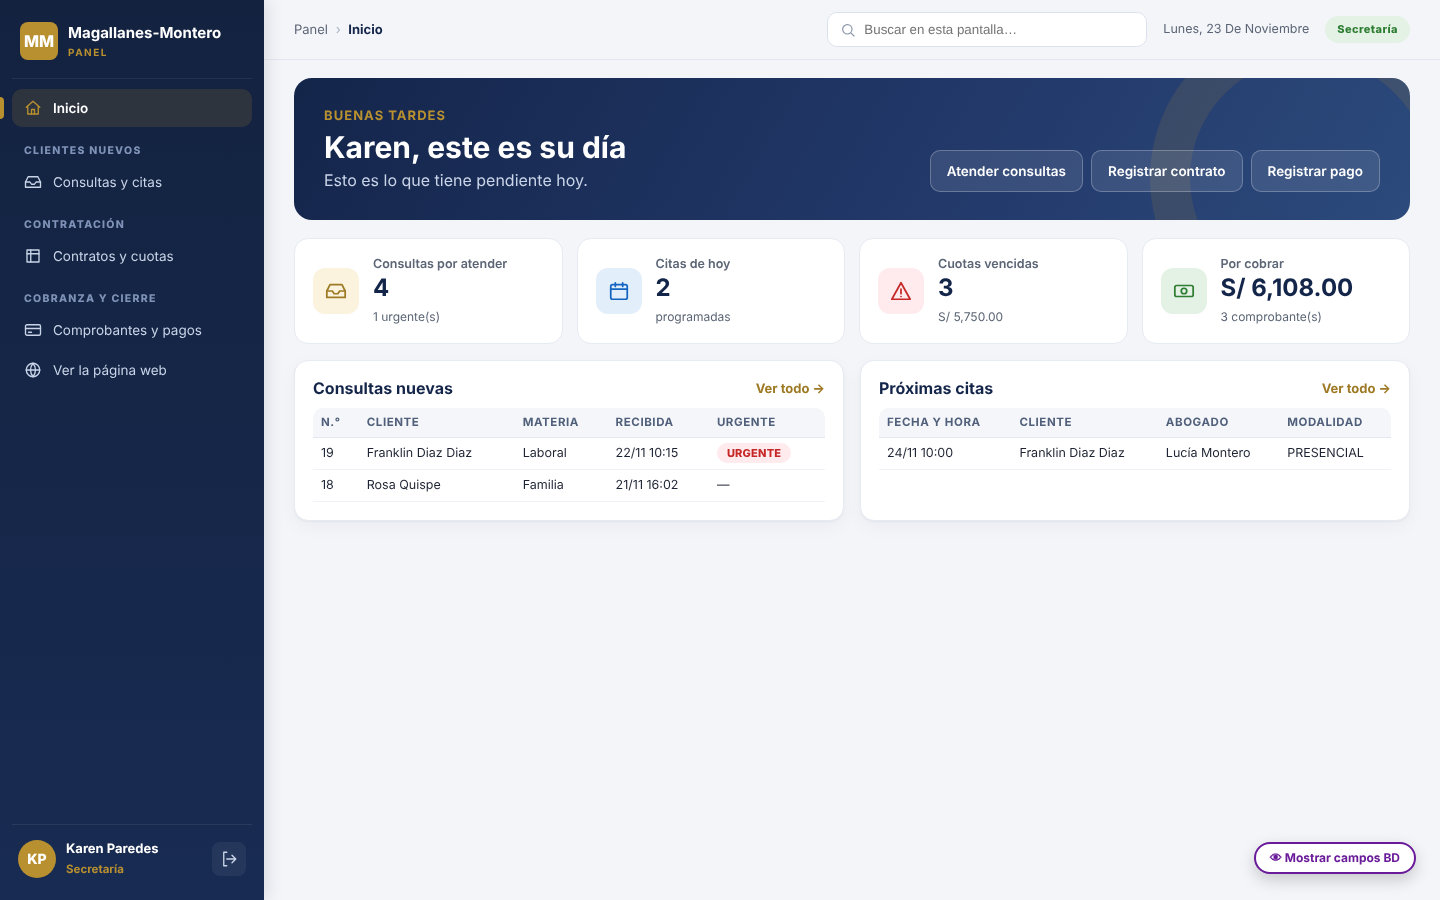 MM
Magallanes-Montero
PANEL
Inicio
CLIENTES NUEVOS
Consultas y citas
CONTRATACIÓN
Contratos y cuotas
COBRANZA Y CIERRE
Comprobantes y pagos
Ver la página web
KP
Karen Paredes
Secretaría
Panel › Inicio
Buscar en esta pantalla…
Lunes, 23 De Noviembre
Secretaría
BUENAS TARDES
Karen, este es su día
Esto es lo que tiene pendiente hoy.
Atender consultas
Registrar contrato
Registrar pago
Consultas por atender
4
1 urgente(s)
Citas de hoy
2
programadas
Cuotas vencidas
3
S/ 5,750.00
Por cobrar
S/ 6,108.00
3 comprobante(s)
Consultas nuevas
Ver todo →
N.° CLIENTE MATERIA RECIBIDA URGENTE
19 Franklin Diaz Diaz Laboral 22/11 10:15 URGENTE
18 Rosa Quispe Familia 21/11 16:02 —
Próximas citas
Ver todo →
FECHA Y HORA CLIENTE ABOGADO MODALIDAD
24/11 10:00 Franklin Diaz Diaz Lucía Montero PRESENCIAL
Mostrar campos BD